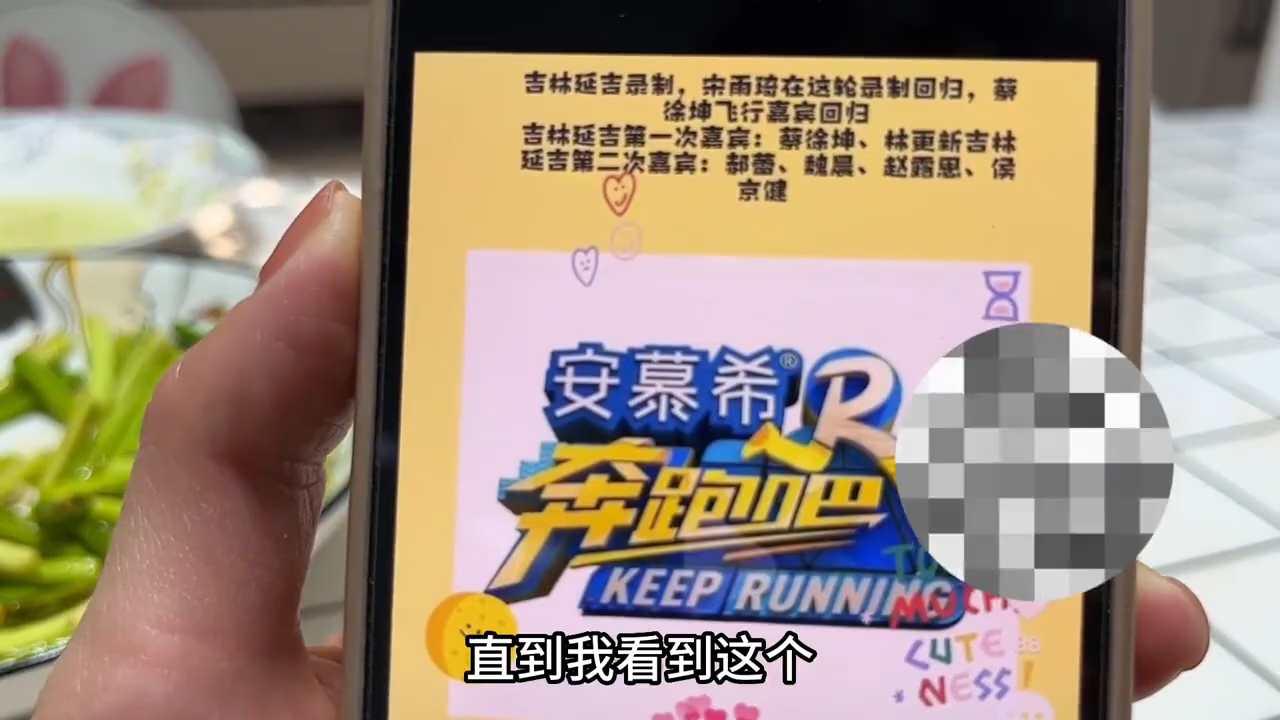 吉林延吉录制，宋雨琦在这轮录制回归，蔡
徐坤飞行嘉宾回归
吉林延吉第一次嘉宾：蔡徐坤、林更新吉林
延吉第二次嘉宾：郝蕾、魏晨、赵露思、侯
京健
安慕希®
R
奔跑吧
KEEP RUNNING
MUCH
CUTE
NESS!
直到我看到这个